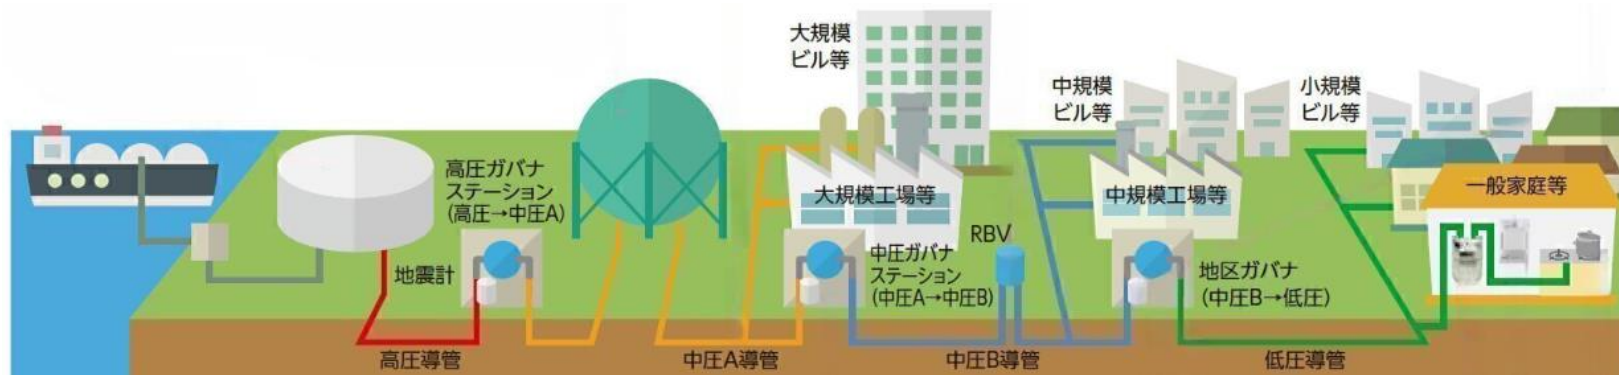 大規模
ビル等
中規模
ビル等
小規模
ビル等
高圧ガバナ
ステーション
(高圧→中圧A)
大規模工場等
中規模工場等
一般家庭等
地震計
RBV
中圧ガバナ
ステーション
(中圧A→中圧B)
地区ガバナ
(中圧B→低圧)
高圧導管
中圧A導管
中圧B導管
低圧導管